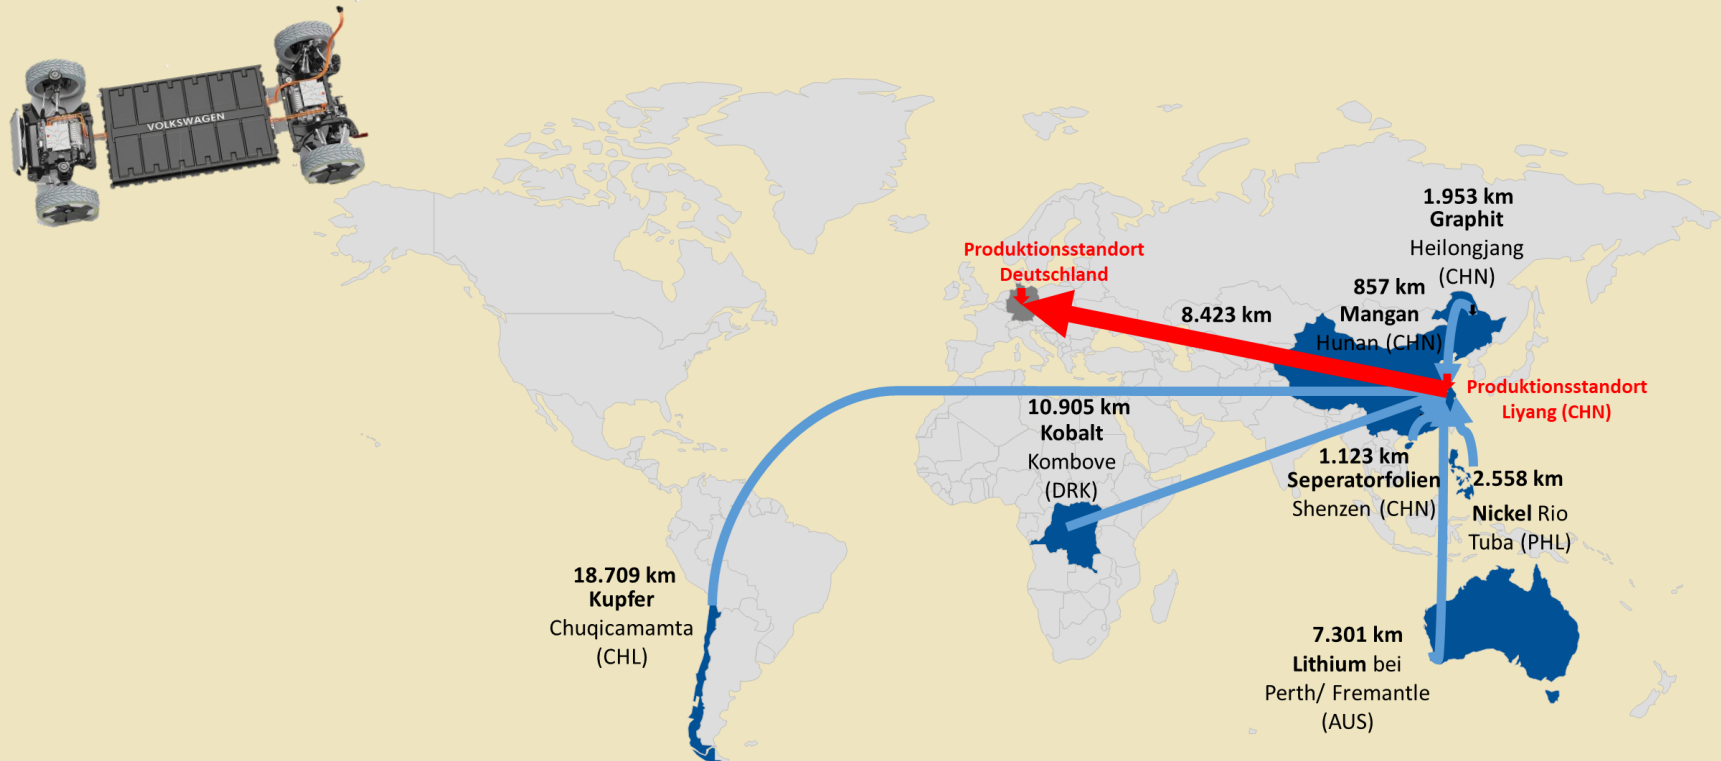 VOLKSWAGEN
1.953 km
Graphit
Heilongjang
(CHN)
Produktionsstandort
Deutschland
857 km
Mangan
Hunan (CHN)
8.423 km
Produktionsstandort
Liyang (CHN)
10.905 km
Kobalt
Kombove
(DRK)
1.123 km
Seperatorfolien
Shenzen (CHN)
2.558 km
Nickel Rio
Tuba (PHL)
18.709 km
Kupfer
Chuqicamamta
(CHL)
7.301 km
Lithium bei
Perth/ Fremantle
(AUS)